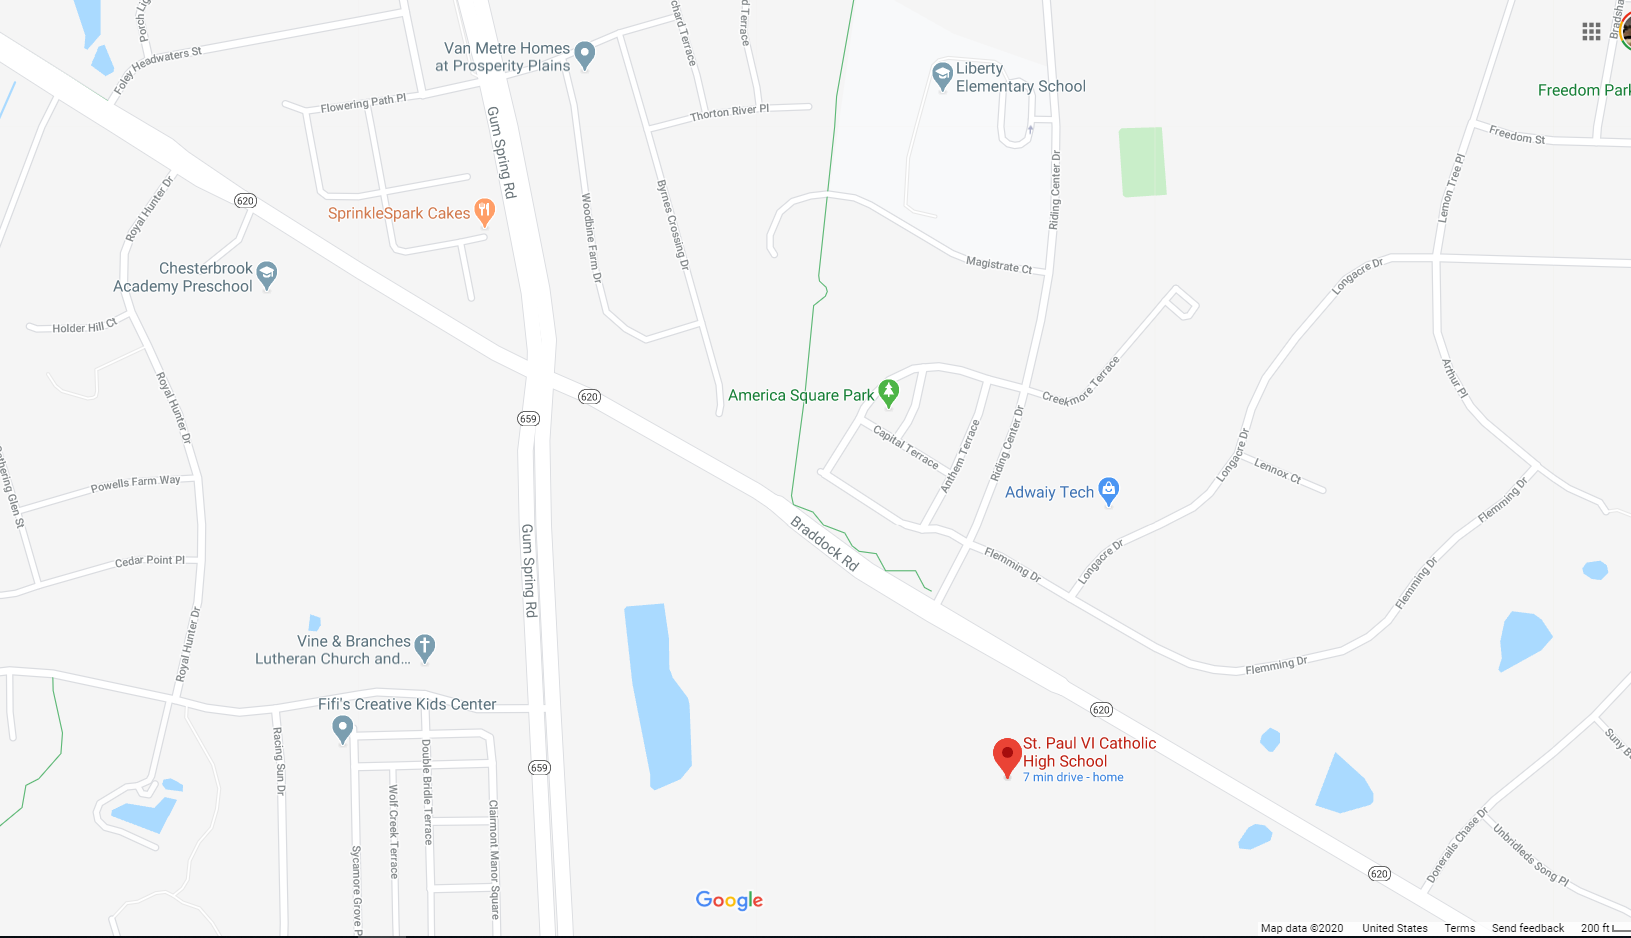 Foley Headwaters St
Van Metre Homes
at Prosperity Plains
Flowering Path Pl
Gum Spring Rd
Thorton River Pl
Liberty
Elementary School
Freedom Park
Freedom St
Riding Center Dr
Lemon Tree Pl
Royal Hunter Dr
620
SprinkleSpark Cakes
Woodbine Farm Dr
Byrnes Crossing Dr
Chesterbrook
Academy Preschool
Magistrate Ct
Longacre Dr
Holder Hill Ct
Royal Hunter Dr
620
659
America Square Park
Creekmore Terrace
Arthur Pl
Capital Terrace
Anthem Terrace
Riding Center Dr
Longacre Dr
Lennox Ct
Powells Farm Way
Adwaiy Tech
Flemming Dr
Braddock Rd
Cedar Point Pl
Gum Spring Rd
Flemming Dr
Longacre Dr
Flemming Dr
Royal Hunter Dr
Vine & Branches
Lutheran Church and...
Flemming Dr
Fifi's Creative Kids Center
620
Racing Sun Dr
Double Bridle Terrace
659
St. Paul VI Catholic
High School
7 min drive - home
Wolf Creek Terrace
Clairmont Manor Square
Sycamore Grove P
Donerails Chase Dr
Unbridleds Song Pl
620
Google
Map data ©2020 United States Terms Send feedback 200 ft